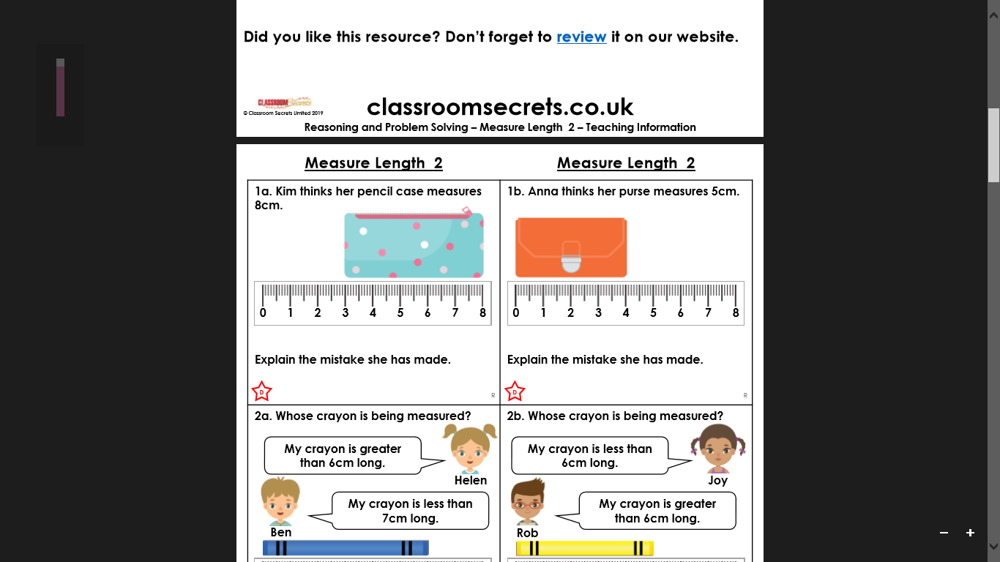 Did you like this resource? Don’t forget to review it on our website.
CLASSROOM Secrets
© Classroom Secrets Limited 2019
classroomsecrets.co.uk
Reasoning and Problem Solving – Measure Length  2 – Teaching Information
Measure Length  2
1a. Kim thinks her pencil case measures
8cm.
0 1 2 3 4 5 6 7 8
Explain the mistake she has made.
D
R
Measure Length  2
1b. Anna thinks her purse measures 5cm.
0 1 2 3 4 5 6 7 8
Explain the mistake she has made.
D
R
2a. Whose crayon is being measured?
My crayon is greater
than 6cm long.
Helen
My crayon is less than
7cm long.
Ben
2b. Whose crayon is being measured?
My crayon is less than
6cm long.
Joy
My crayon is greater
than 6cm long.
Rob